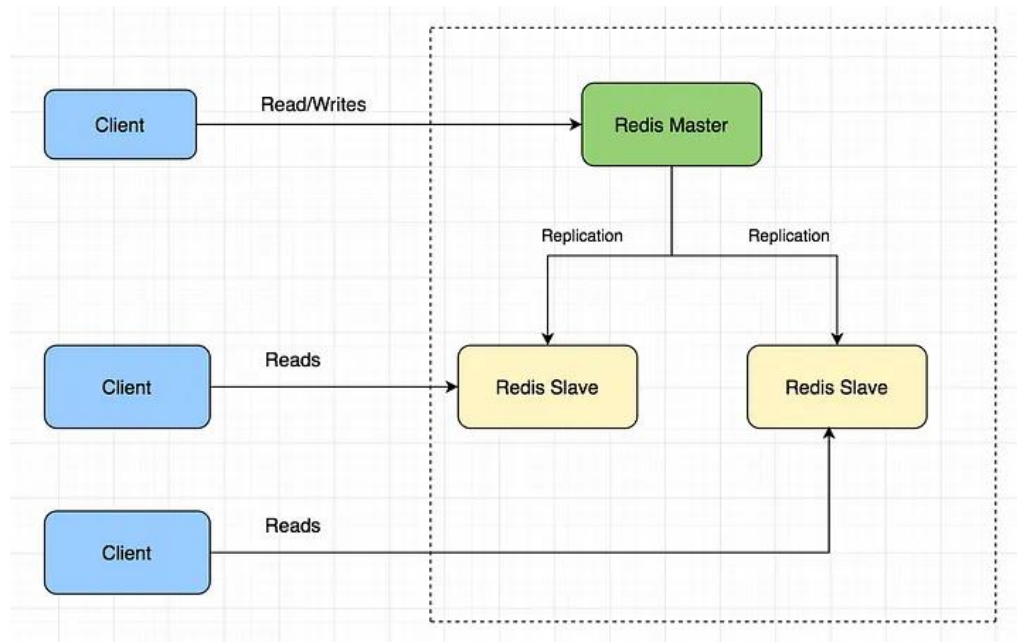 Client
Read/Writes
Redis Master
Replication
Replication
Client
Reads
Redis Slave
Redis Slave
Client
Reads